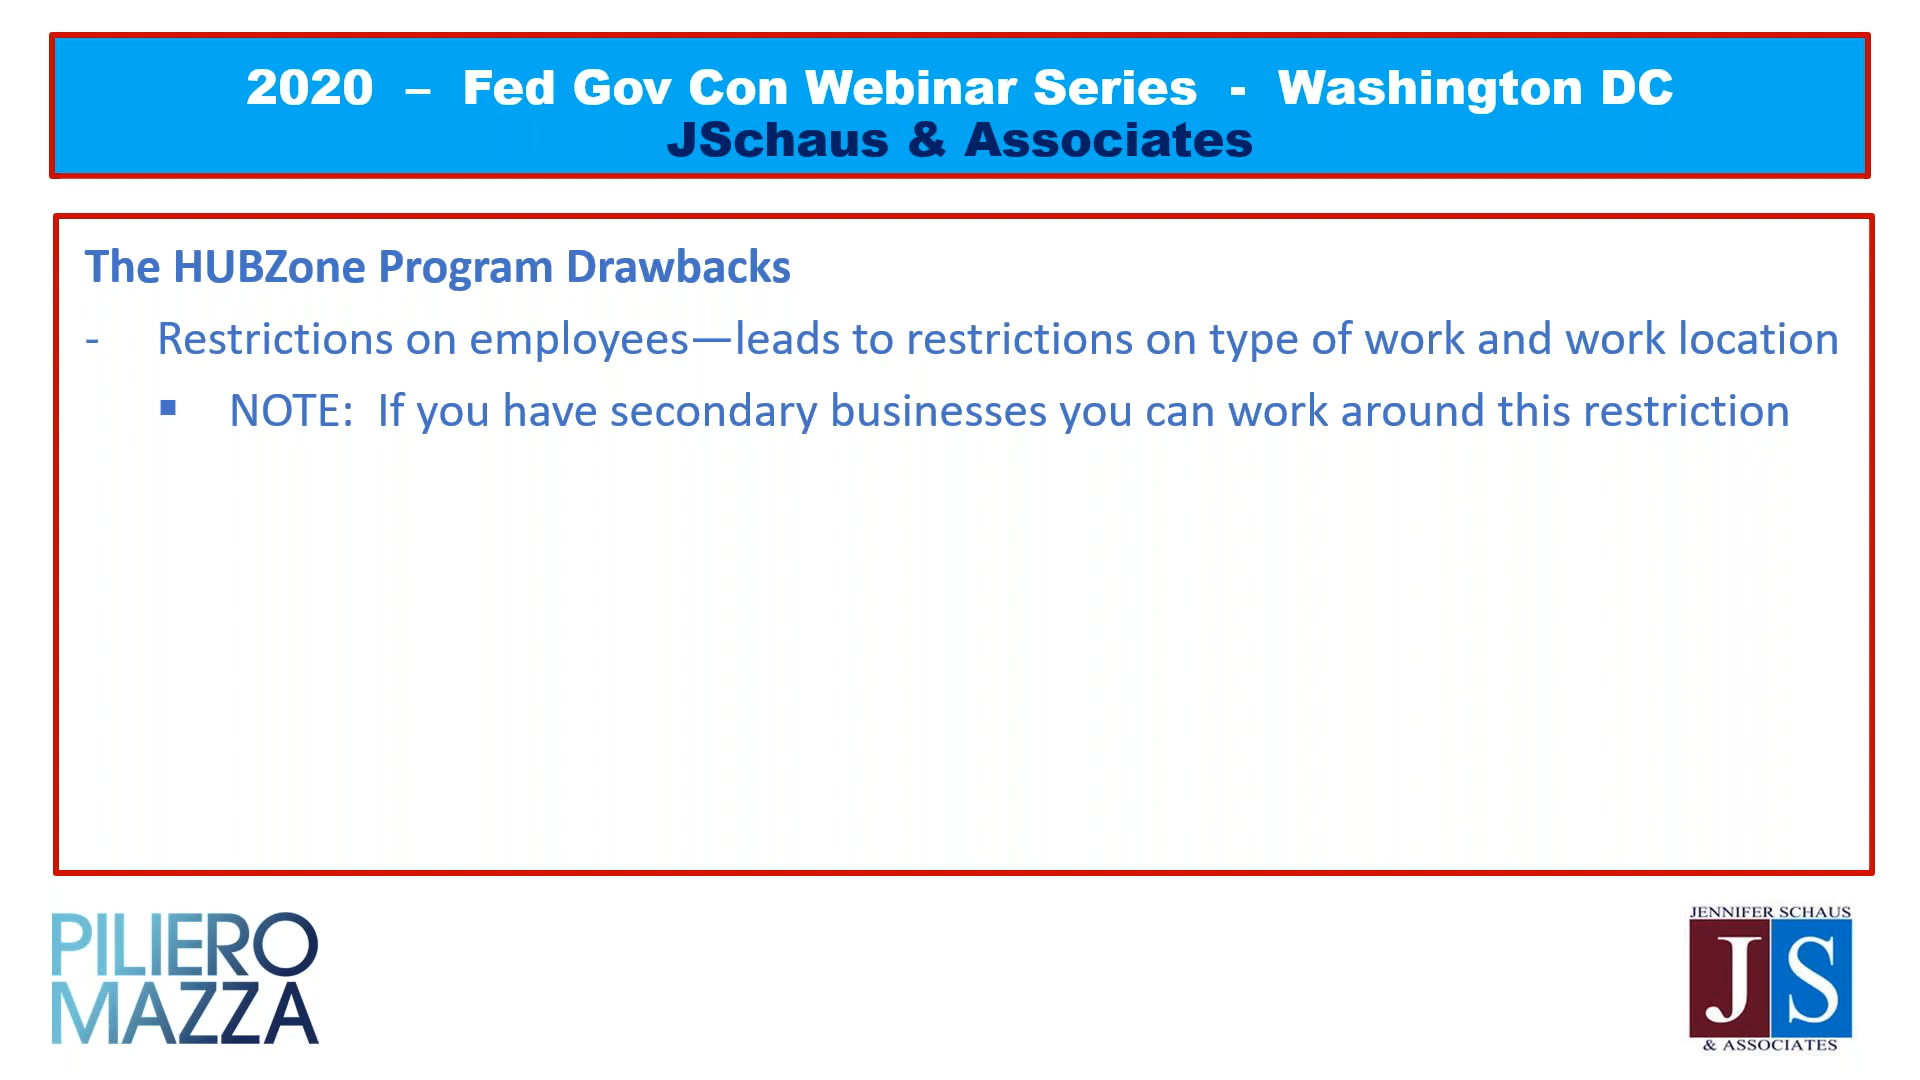 2020 – Fed Gov Con Webinar Series - Washington DC
JSchaus & Associates
The HUBZone Program Drawbacks
- Restrictions on employees—leads to restrictions on type of work and work location
▪ NOTE: If you have secondary businesses you can work around this restriction
PILIERO
MAZZA
JENNIFER SCHAUS
JS
& ASSOCIATES